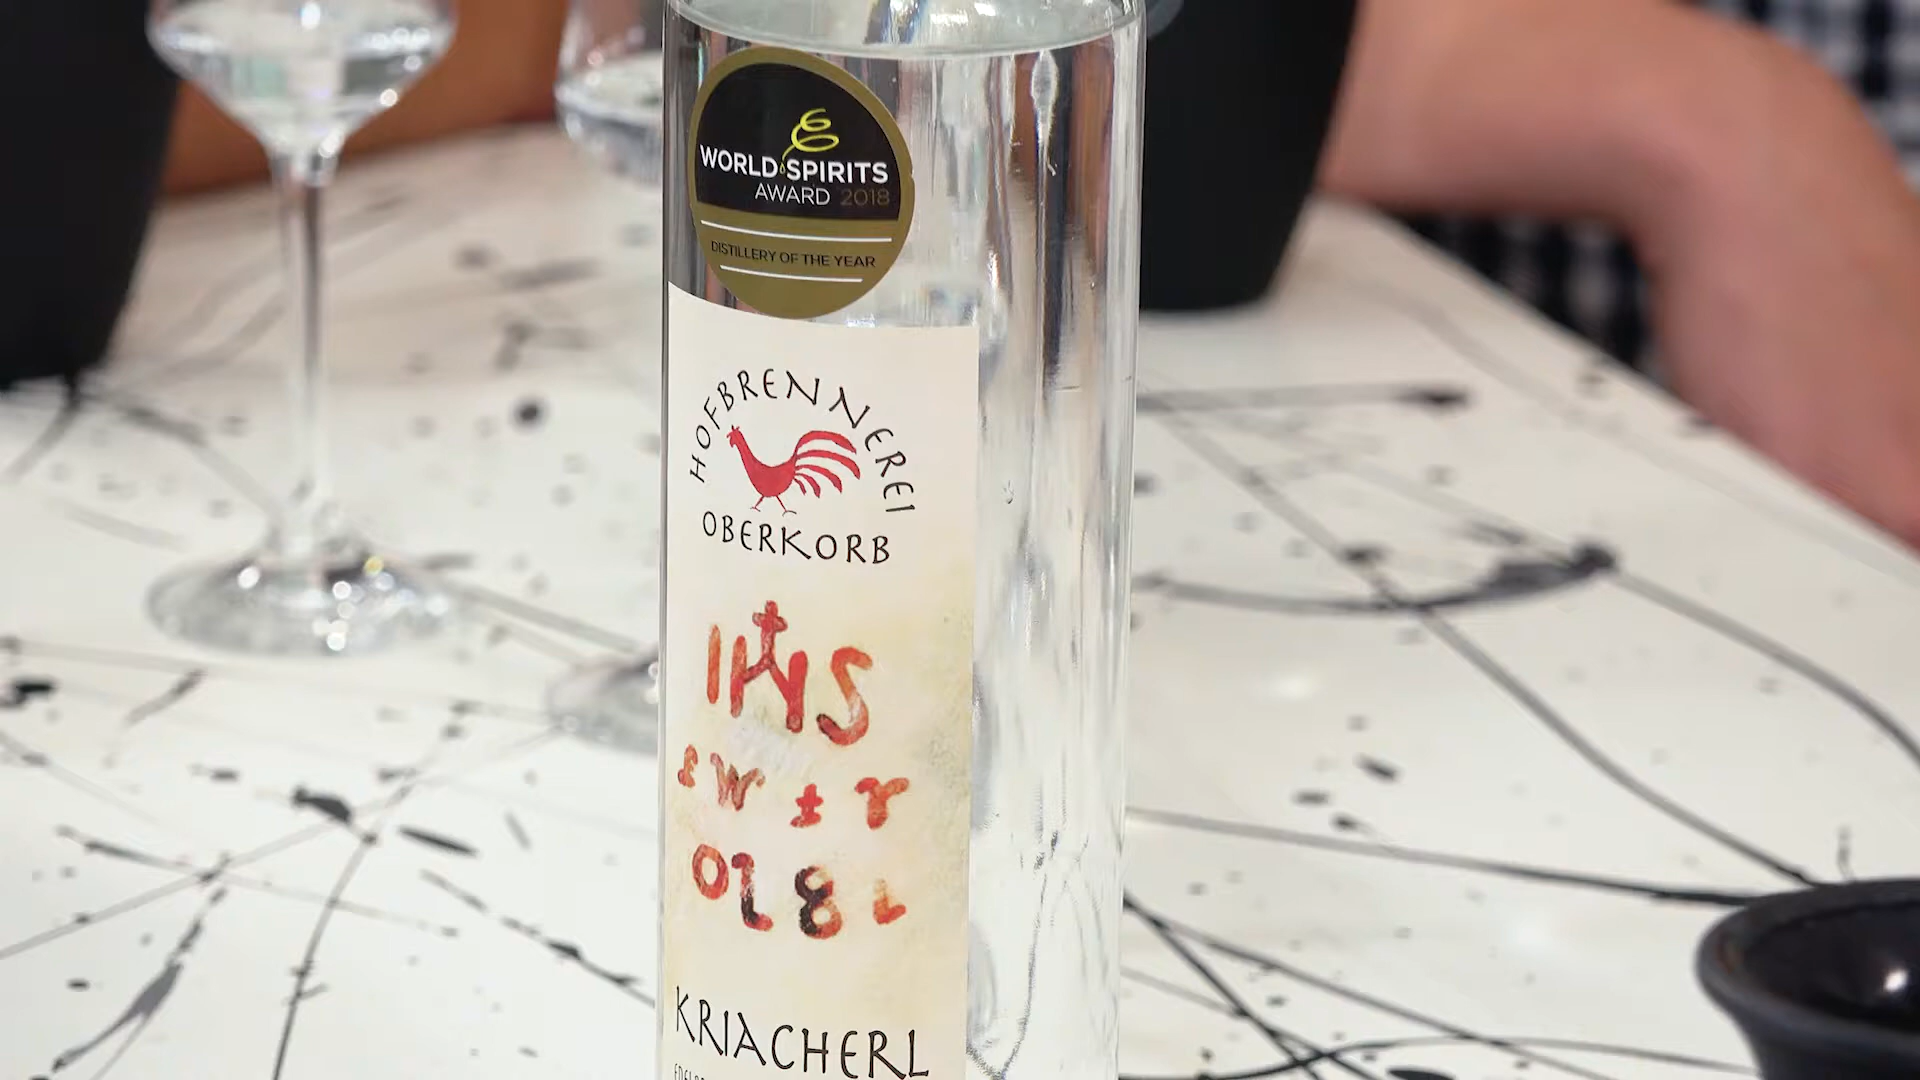 WORLD SPIRITS
AWARD 2018
DISTILLERY OF THE YEAR
HOFBRENNEREI
OBERKORB
IHS
KRIACHERL